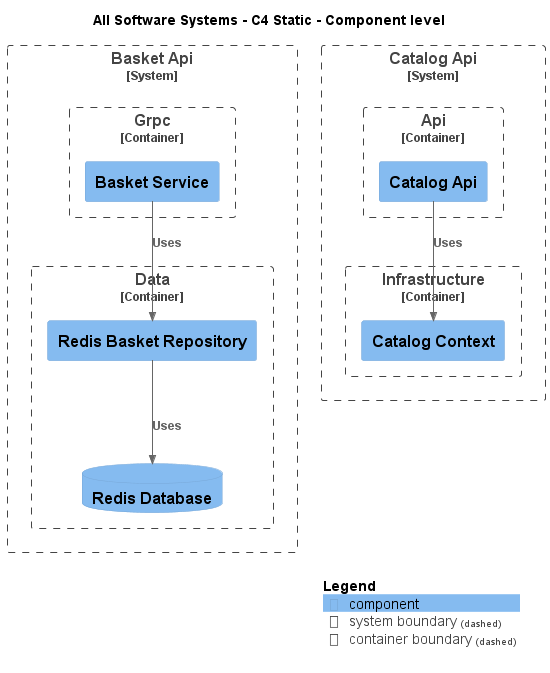 All Software Systems - C4 Static - Component level
Basket Api
[System]
Grpc
[Container]
Basket Service
Uses
Data
[Container]
Redis Basket Repository
Uses
Redis Database
Catalog Api
[System]
Api
[Container]
Catalog Api
Uses
Infrastructure
[Container]
Catalog Context
Legend
component
system boundary (dashed)
container boundary (dashed)